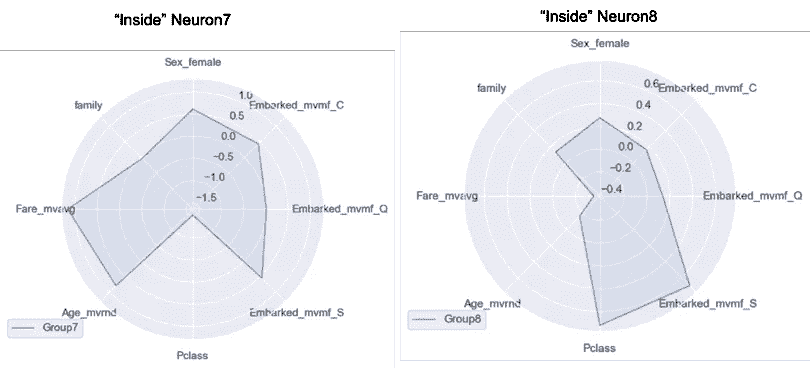 “Inside” Neuron7
Sex_female
family
1.0
Embarked_mvmf_C
0.5
0.0
−0.5
−1.0
−1.5
Fare_mvavg
Embarked_mvmf_Q
Age_mvrnd
Embarked_mvmf_S
Group7
Pclass
“Inside” Neuron8
Sex_female
family
0.6
Embarked_mvmf_C
0.4
0.2
0.0
−0.2
−0.4
Fare_mvavg
Embarked_mvmf_Q
Age_mvrnd
Embarked_mvmf_S
Group8
Pclass